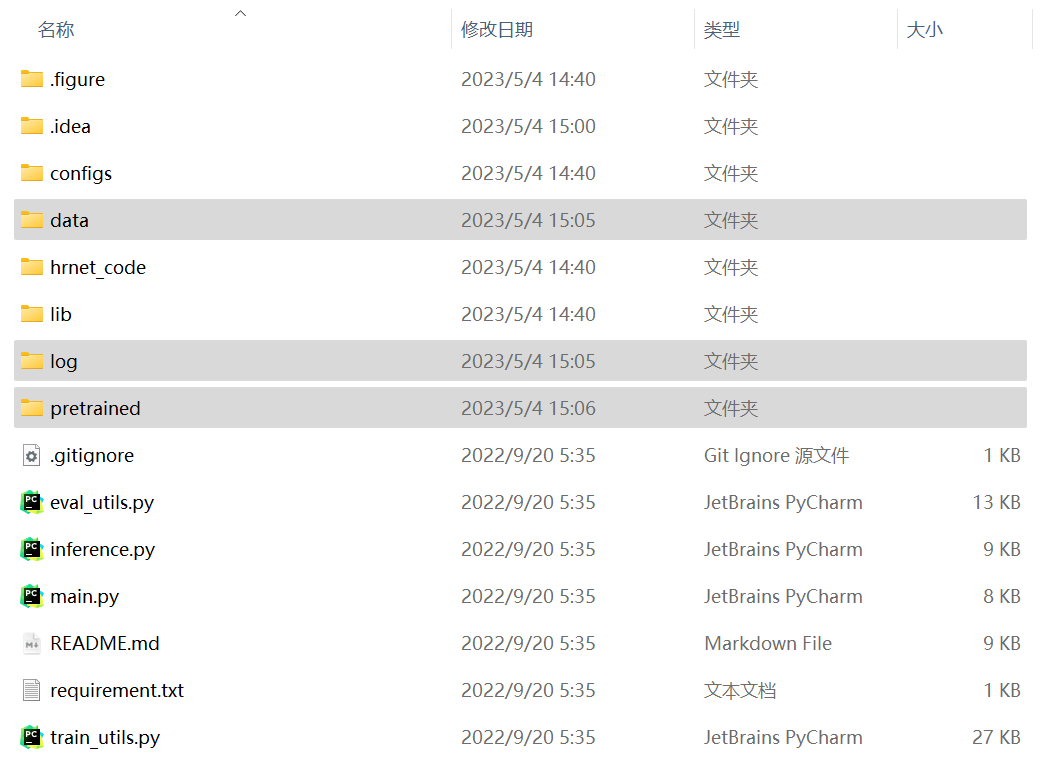 名称 修改日期 类型 大小
.figure 2023/5/4 14:40 文件夹
.idea 2023/5/4 15:00 文件夹
configs 2023/5/4 14:40 文件夹
data 2023/5/4 15:05 文件夹
hrnet_code 2023/5/4 14:40 文件夹
lib 2023/5/4 14:40 文件夹
log 2023/5/4 15:05 文件夹
pretrained 2023/5/4 15:06 文件夹
.gitignore 2022/9/20 5:35 Git Ignore 源文件 1 KB
eval_utils.py 2022/9/20 5:35 JetBrains PyCharm 13 KB
inference.py 2022/9/20 5:35 JetBrains PyCharm 9 KB
main.py 2022/9/20 5:35 JetBrains PyCharm 8 KB
README.md 2022/9/20 5:35 Markdown File 9 KB
requirement.txt 2022/9/20 5:35 文本文档 1 KB
train_utils.py 2022/9/20 5:35 JetBrains PyCharm 27 KB